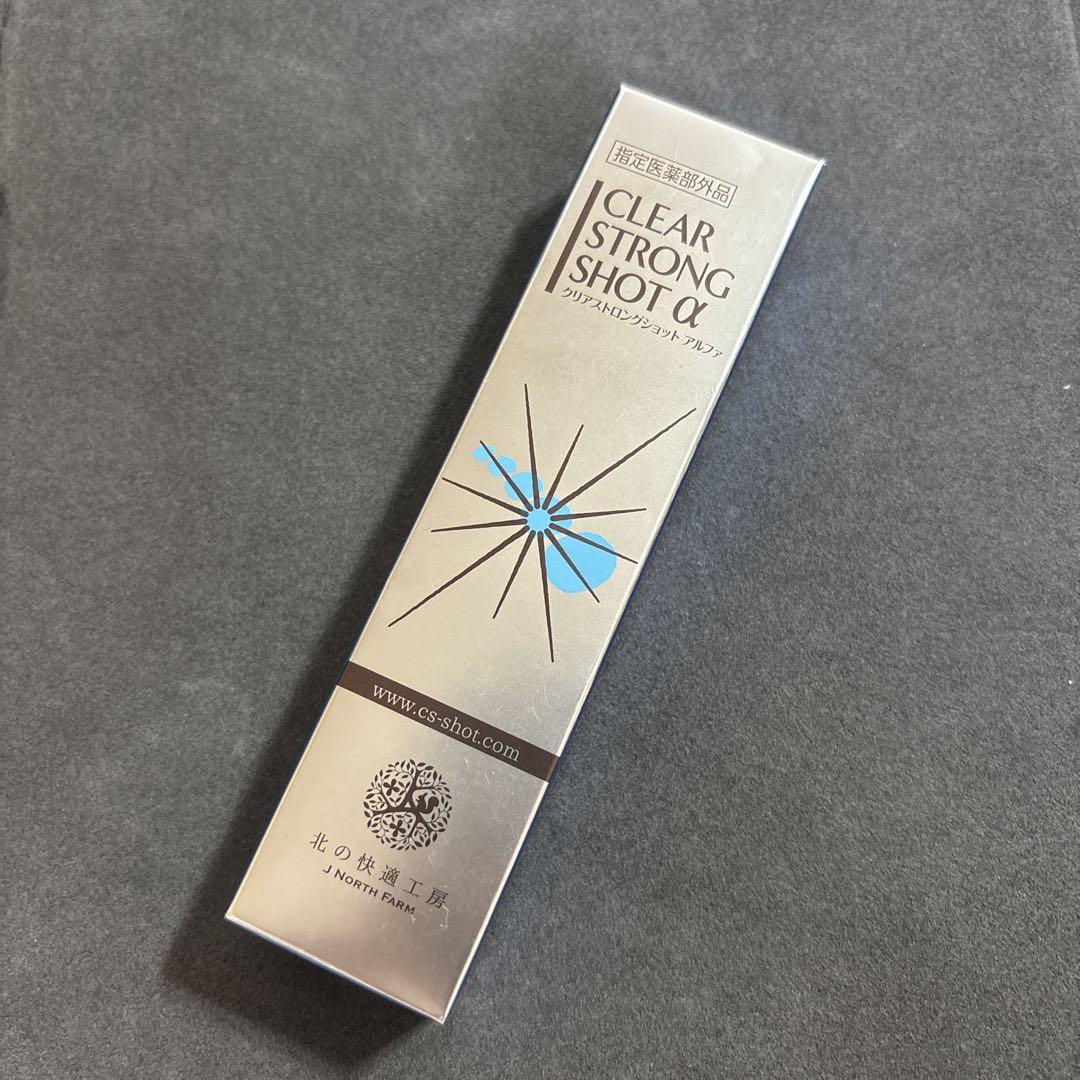 指定医薬部外品
CLEAR
STRONG
SHOT α
クリアストロングショット アルファ
www.cs-shot.com
北の快適工房
J NORTH FARM